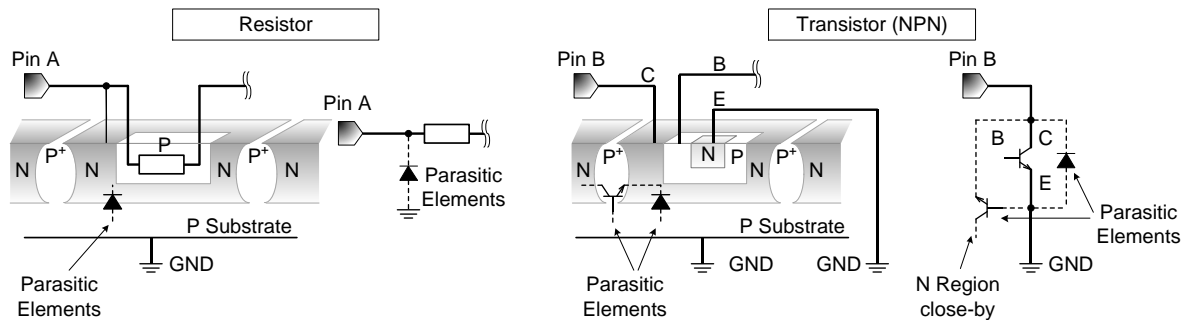 Resistor
Transistor (NPN)
Pin A
Pin B
C
B
E
Pin B
Pin A
P
N
P+
N
P+
N
N
P+
N
P
P+
N
B
C
E
Parasitic
Elements
P Substrate
P Substrate
GND
GND
GND
GND
Parasitic
Elements
Parasitic
Elements
Parasitic
Elements
N Region
close-by